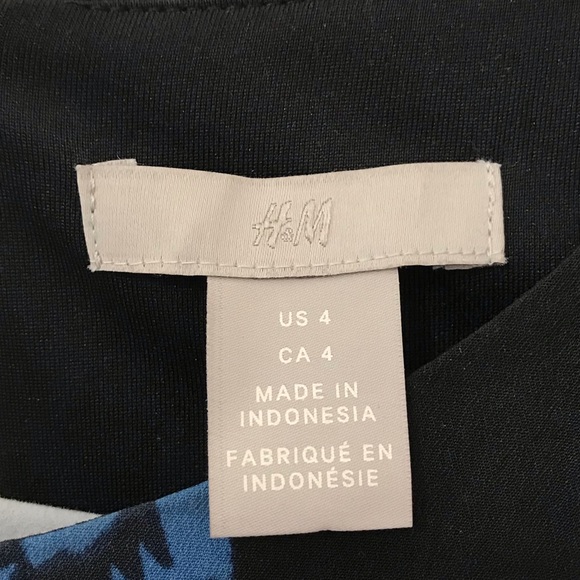 H&M
US 4
CA 4
MADE IN
INDONESIA
FABRIQUÉ EN
INDONÉSIE